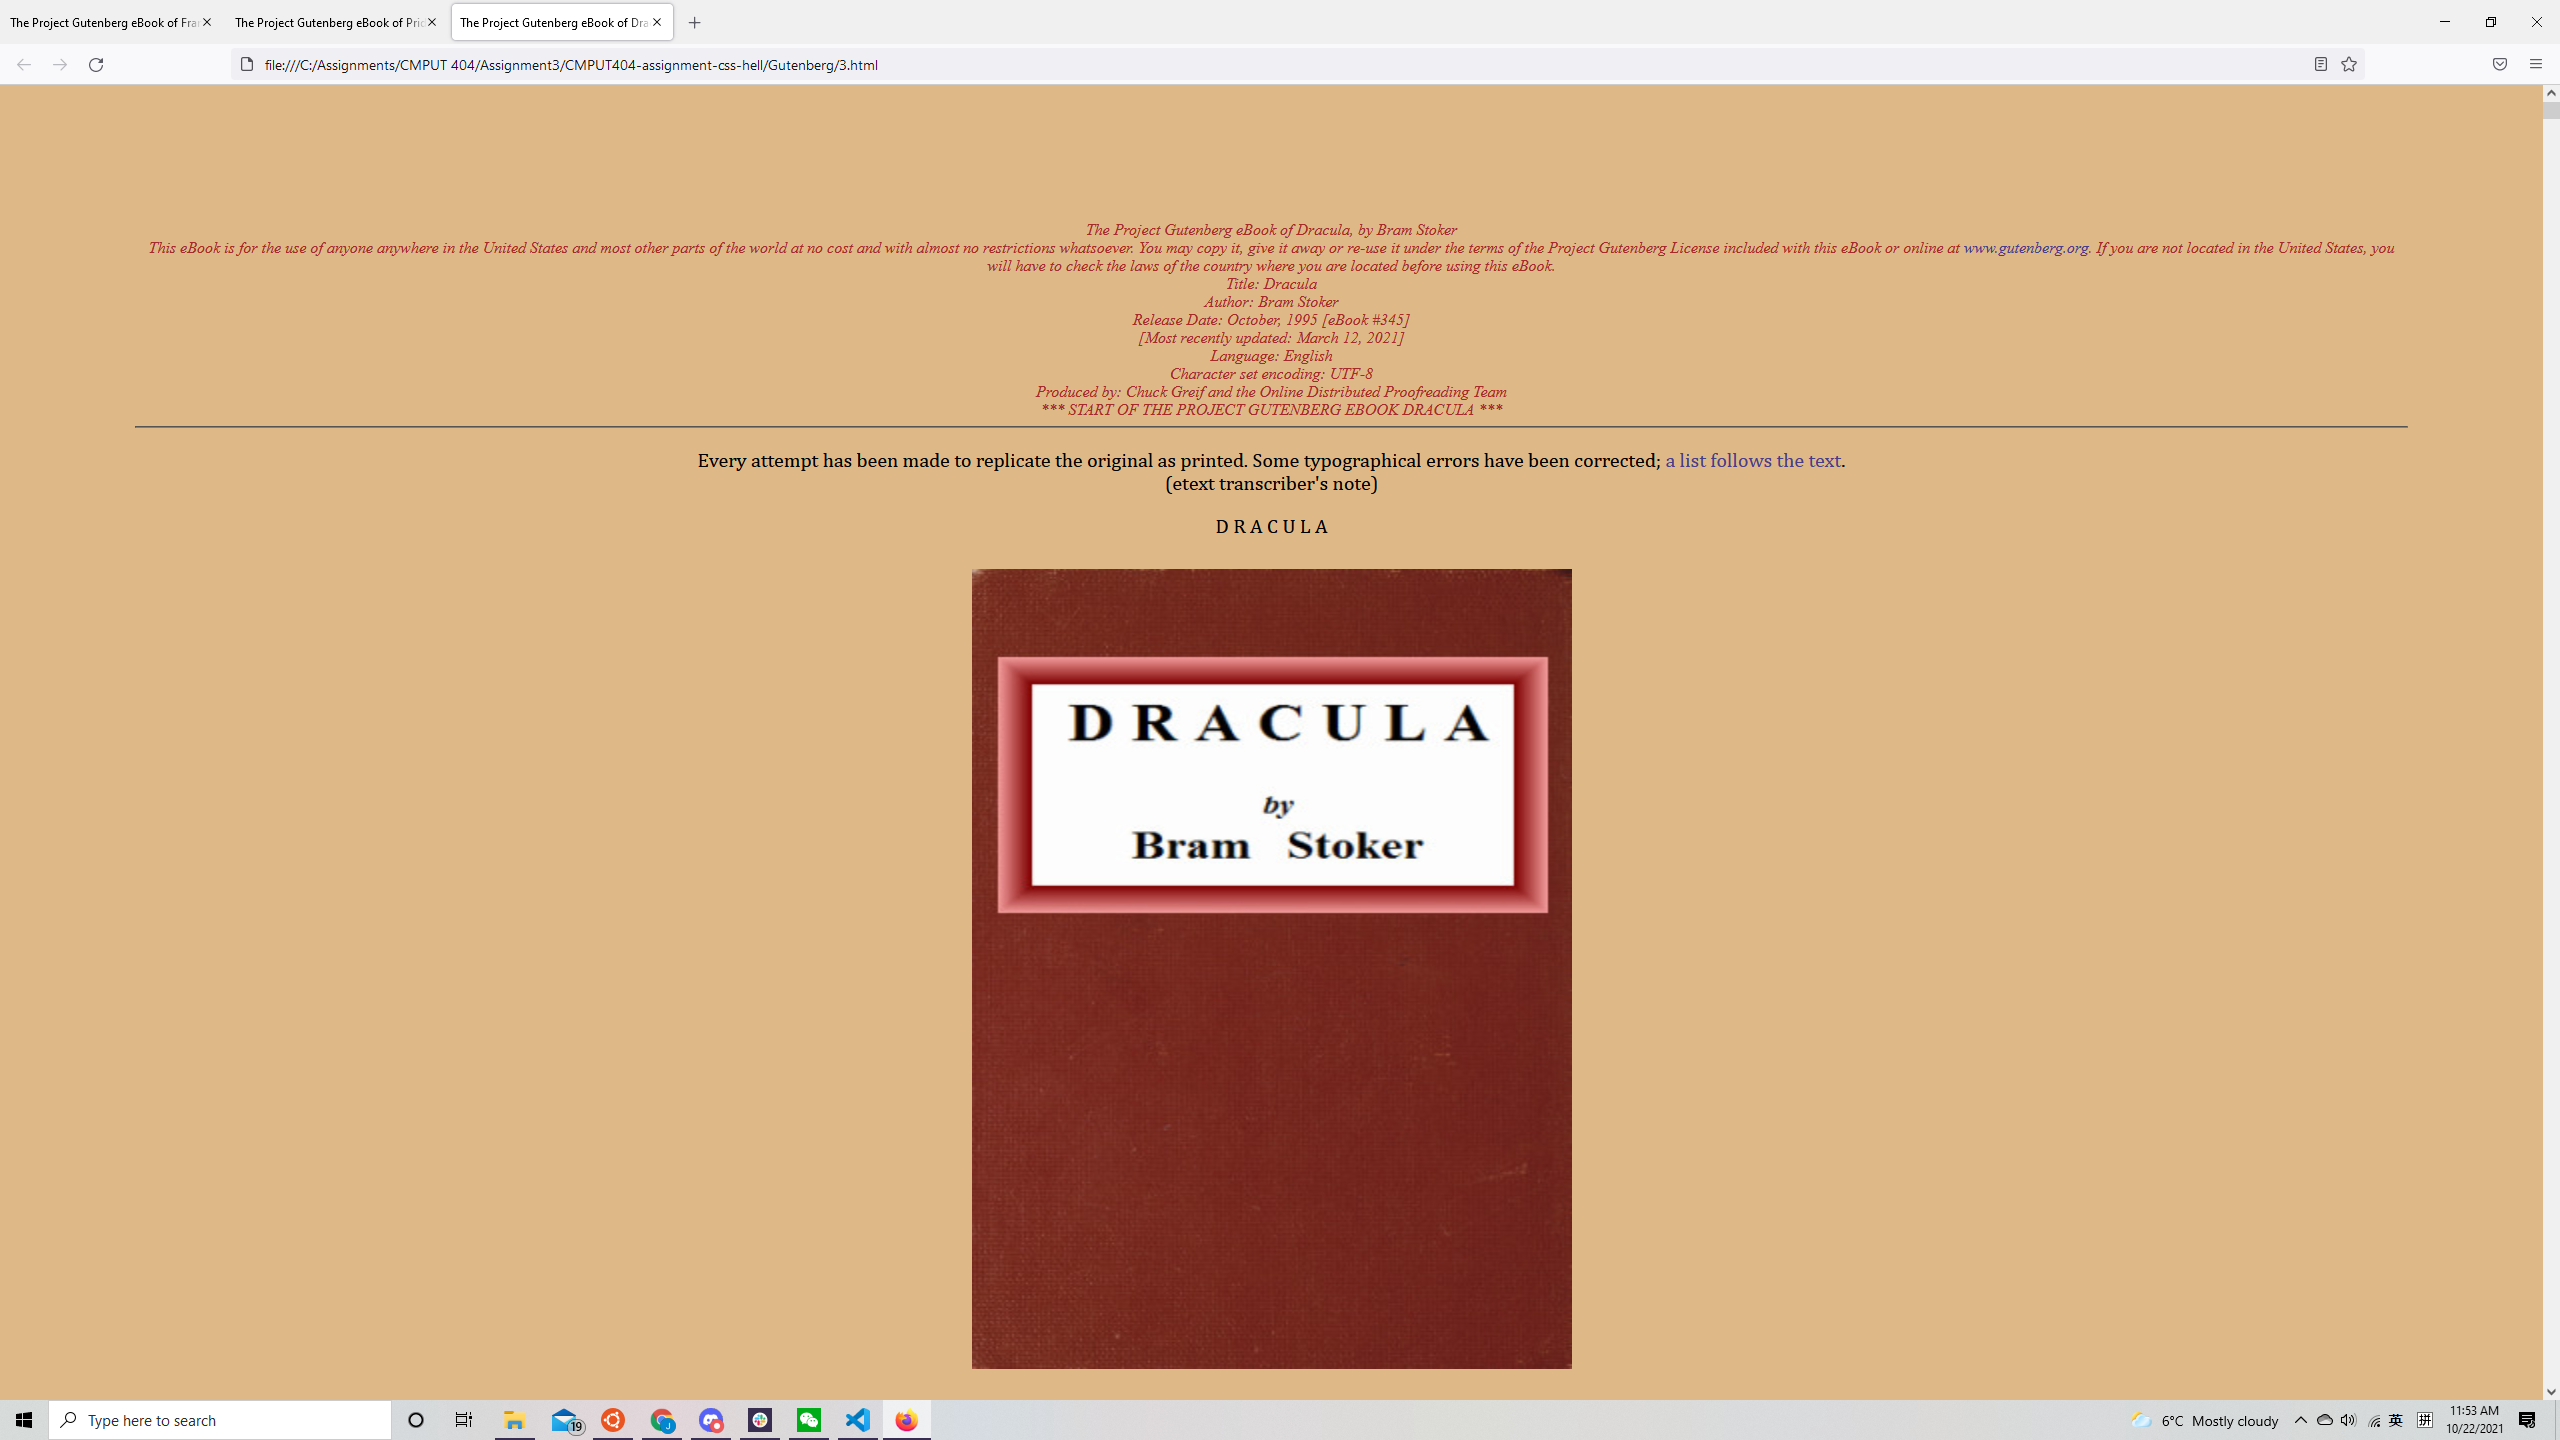 The Project Gutenberg eBook of Fra
The Project Gutenberg eBook of Prid
The Project Gutenberg eBook of Dra
file:///C:/Assignments/CMPUT 404/Assignment3/CMPUT404-assignment-css-hell/Gutenberg/3.html
The Project Gutenberg eBook of Dracula, by Bram Stoker
This eBook is for the use of anyone anywhere in the United States and most other parts of the world at no cost and with almost no restrictions whatsoever. You may copy it, give it away or re-use it under the terms of the Project Gutenberg License included with this eBook or online at www.gutenberg.org. If you are not located in the United States, you
will have to check the laws of the country where you are located before using this eBook.
Title: Dracula
Author: Bram Stoker
Release Date: October, 1995 [eBook #345]
[Most recently updated: March 12, 2021]
Language: English
Character set encoding: UTF-8
Produced by: Chuck Greif and the Online Distributed Proofreading Team
*** START OF THE PROJECT GUTENBERG EBOOK DRACULA ***
Every attempt has been made to replicate the original as printed. Some typographical errors have been corrected; a list follows the text.
(etext transcriber's note)
D R A C U L A
D R A C U L A
by
Bram Stoker
Type here to search
19
J
6°C Mostly cloudy
英
拼
11:53 AM
10/22/2021